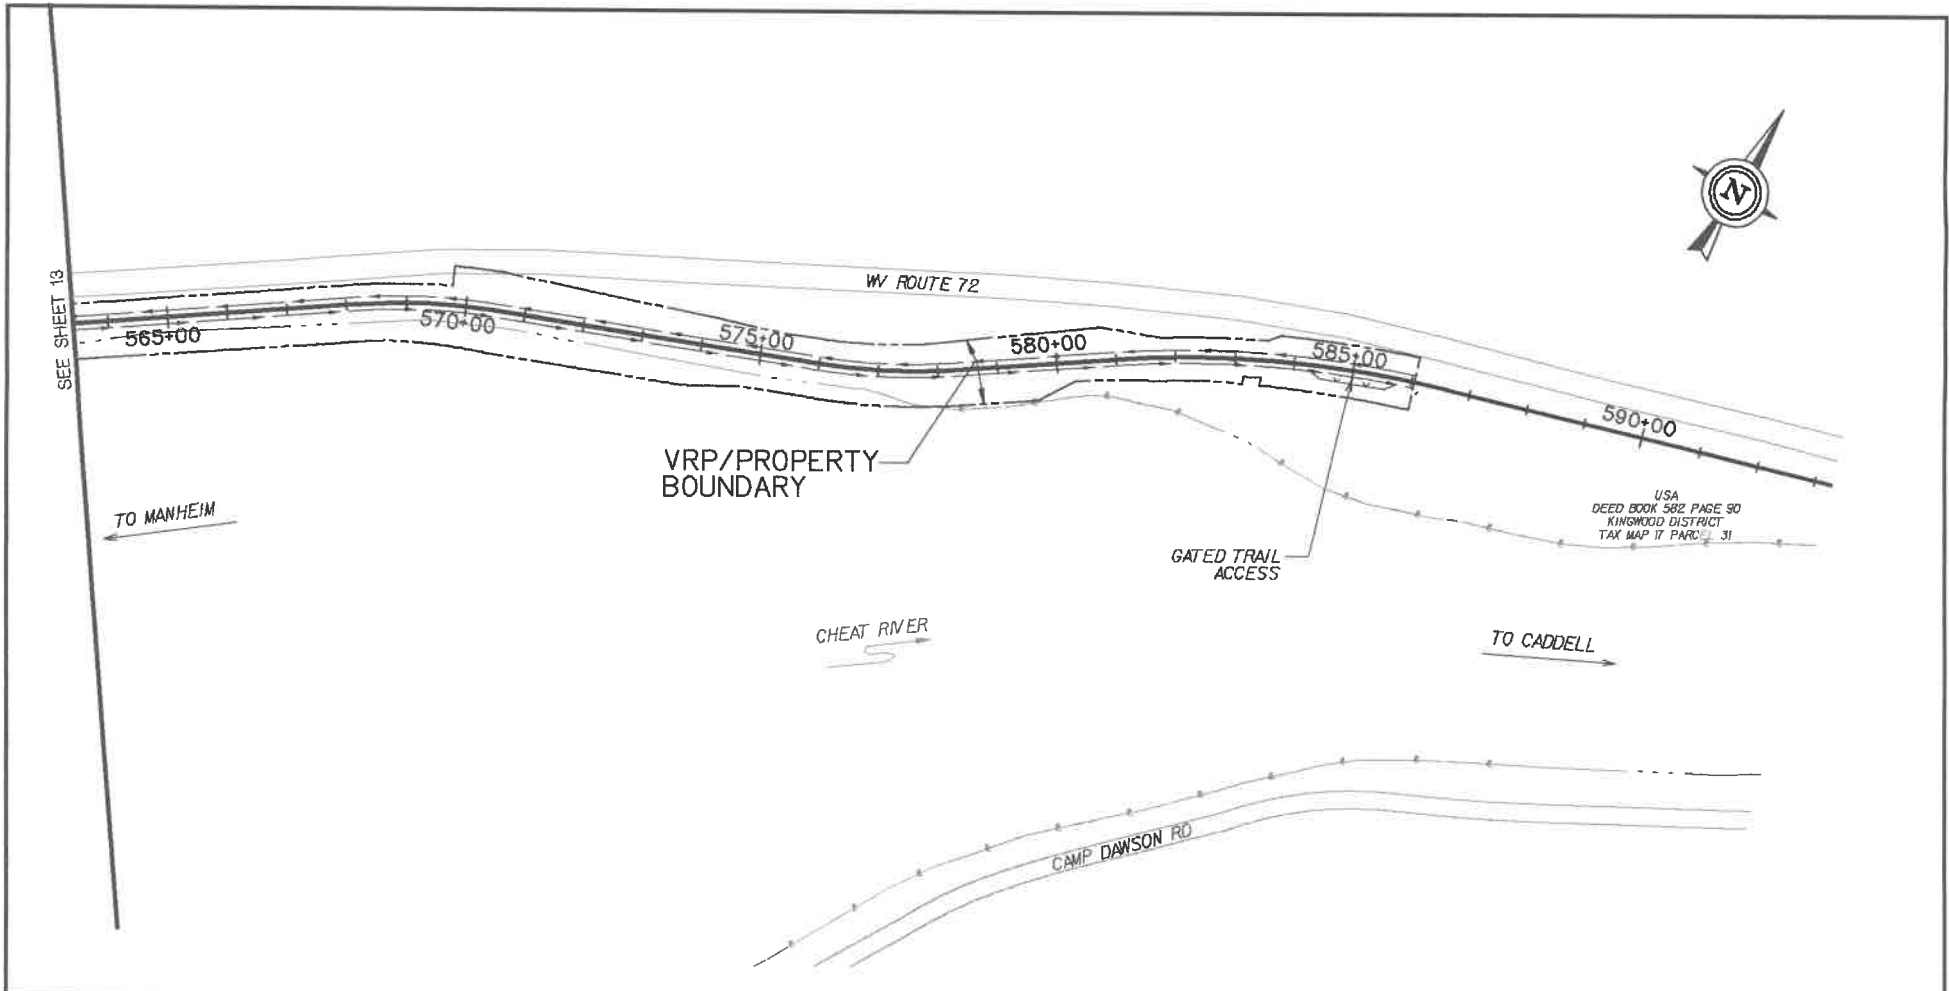 N
WV ROUTE 72
SEE SHEET 13
565+00
570+00
575+00
580+00
585+00
590+00
VRP/PROPERTY
BOUNDARY
TO MANHEIM
GATED TRAIL
ACCESS
USA
DEED BOOK 582 PAGE 90
KINGWOOD DISTRICT
TAX MAP 17 PARCEL 31
CHEAT RIVER
TO CADDELL
CAMP DAWSON RD